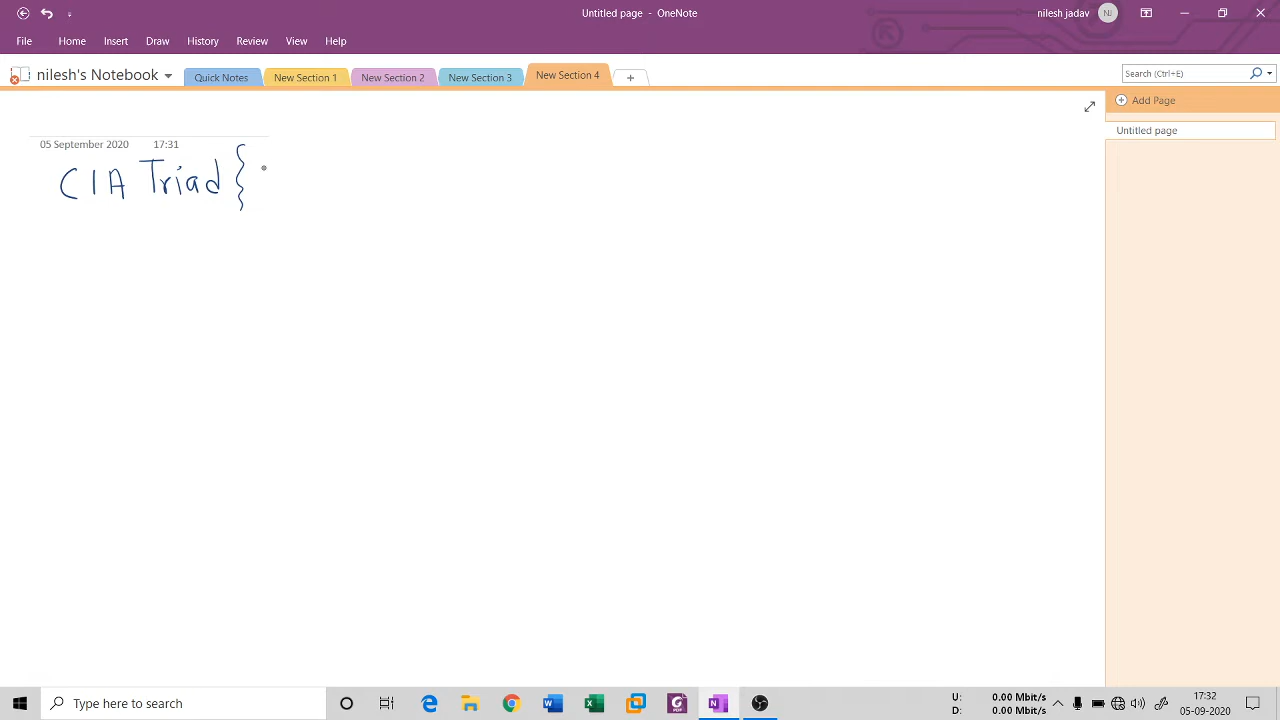 Untitled page - OneNote
nilesh jadav NJ
File Home Insert Draw History Review View Help
nilesh's Notebook Quick Notes New Section 1 New Section 2 New Section 3 New Section 4 + Search (Ctrl+E)
Add Page
Untitled page
05 September 2020 17:31
CIA Triad {
Type here to search
U: 0.00 Mbit/s
D: 0.00 Mbit/s
17:32
05-09-2020